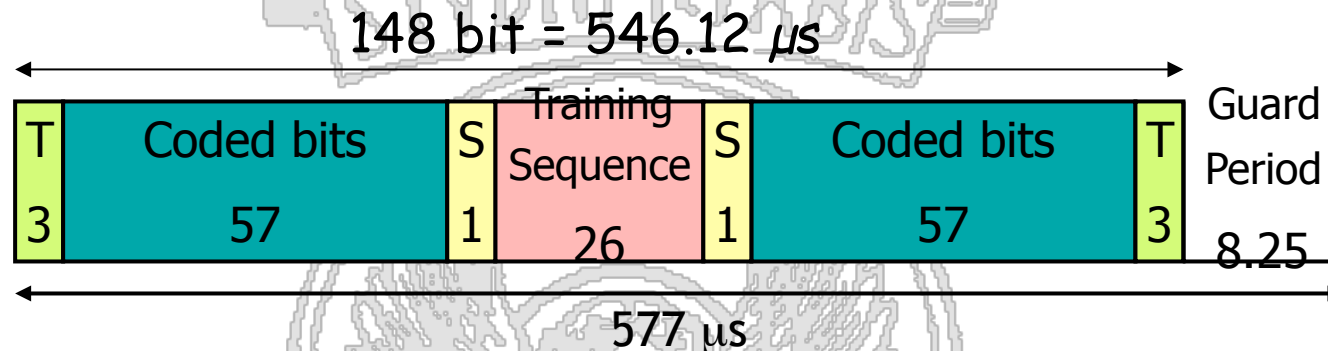 148 bit = 546.12 μs
T
3
Coded bits
57
S
1
Training
Sequence
26
S
1
Coded bits
57
T
3
Guard
Period
8.25
577 μs